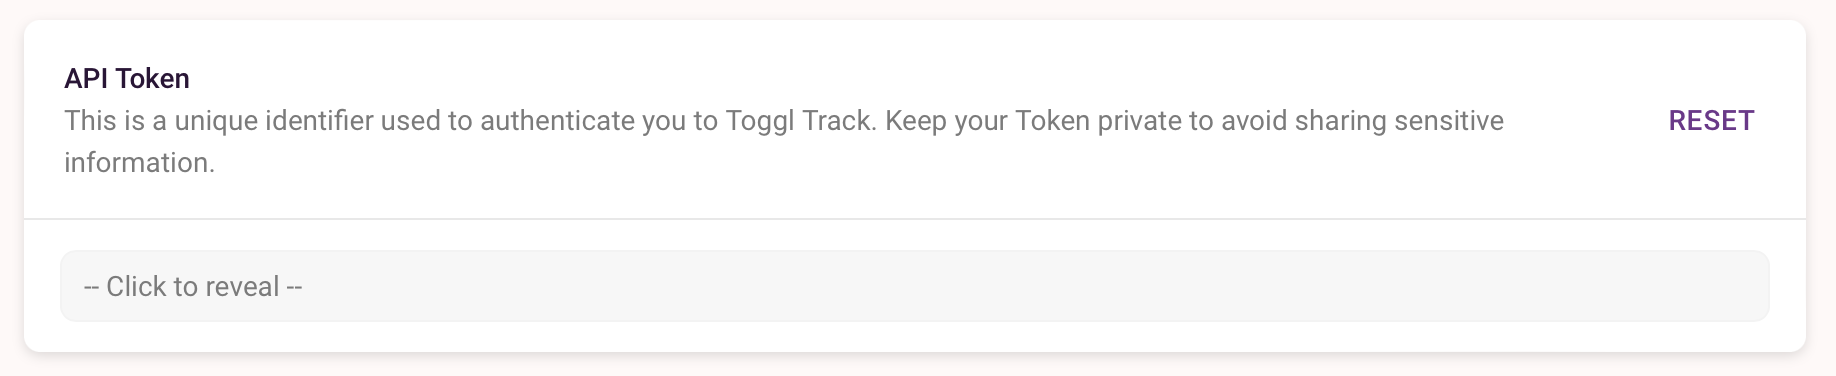 API Token
This is a unique identifier used to authenticate you to Toggl Track. Keep your Token private to avoid sharing sensitive
information.
RESET
-- Click to reveal --